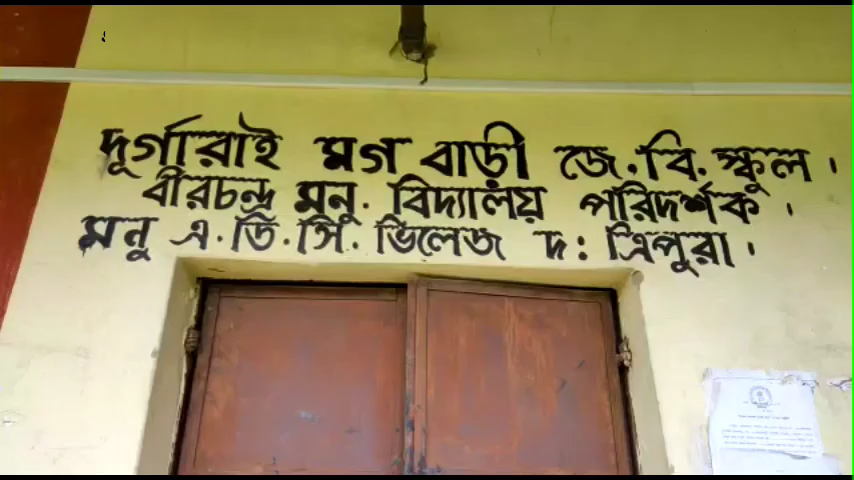 দূর্গারাই মগ বাড়ী জে.বি. স্কুল।
বীরচন্দ্র মনু. বিদ্যালয় পরিদর্শক।
মনু এ.ডি.সি. ভিলেজ দ: ত্রিপুরা।